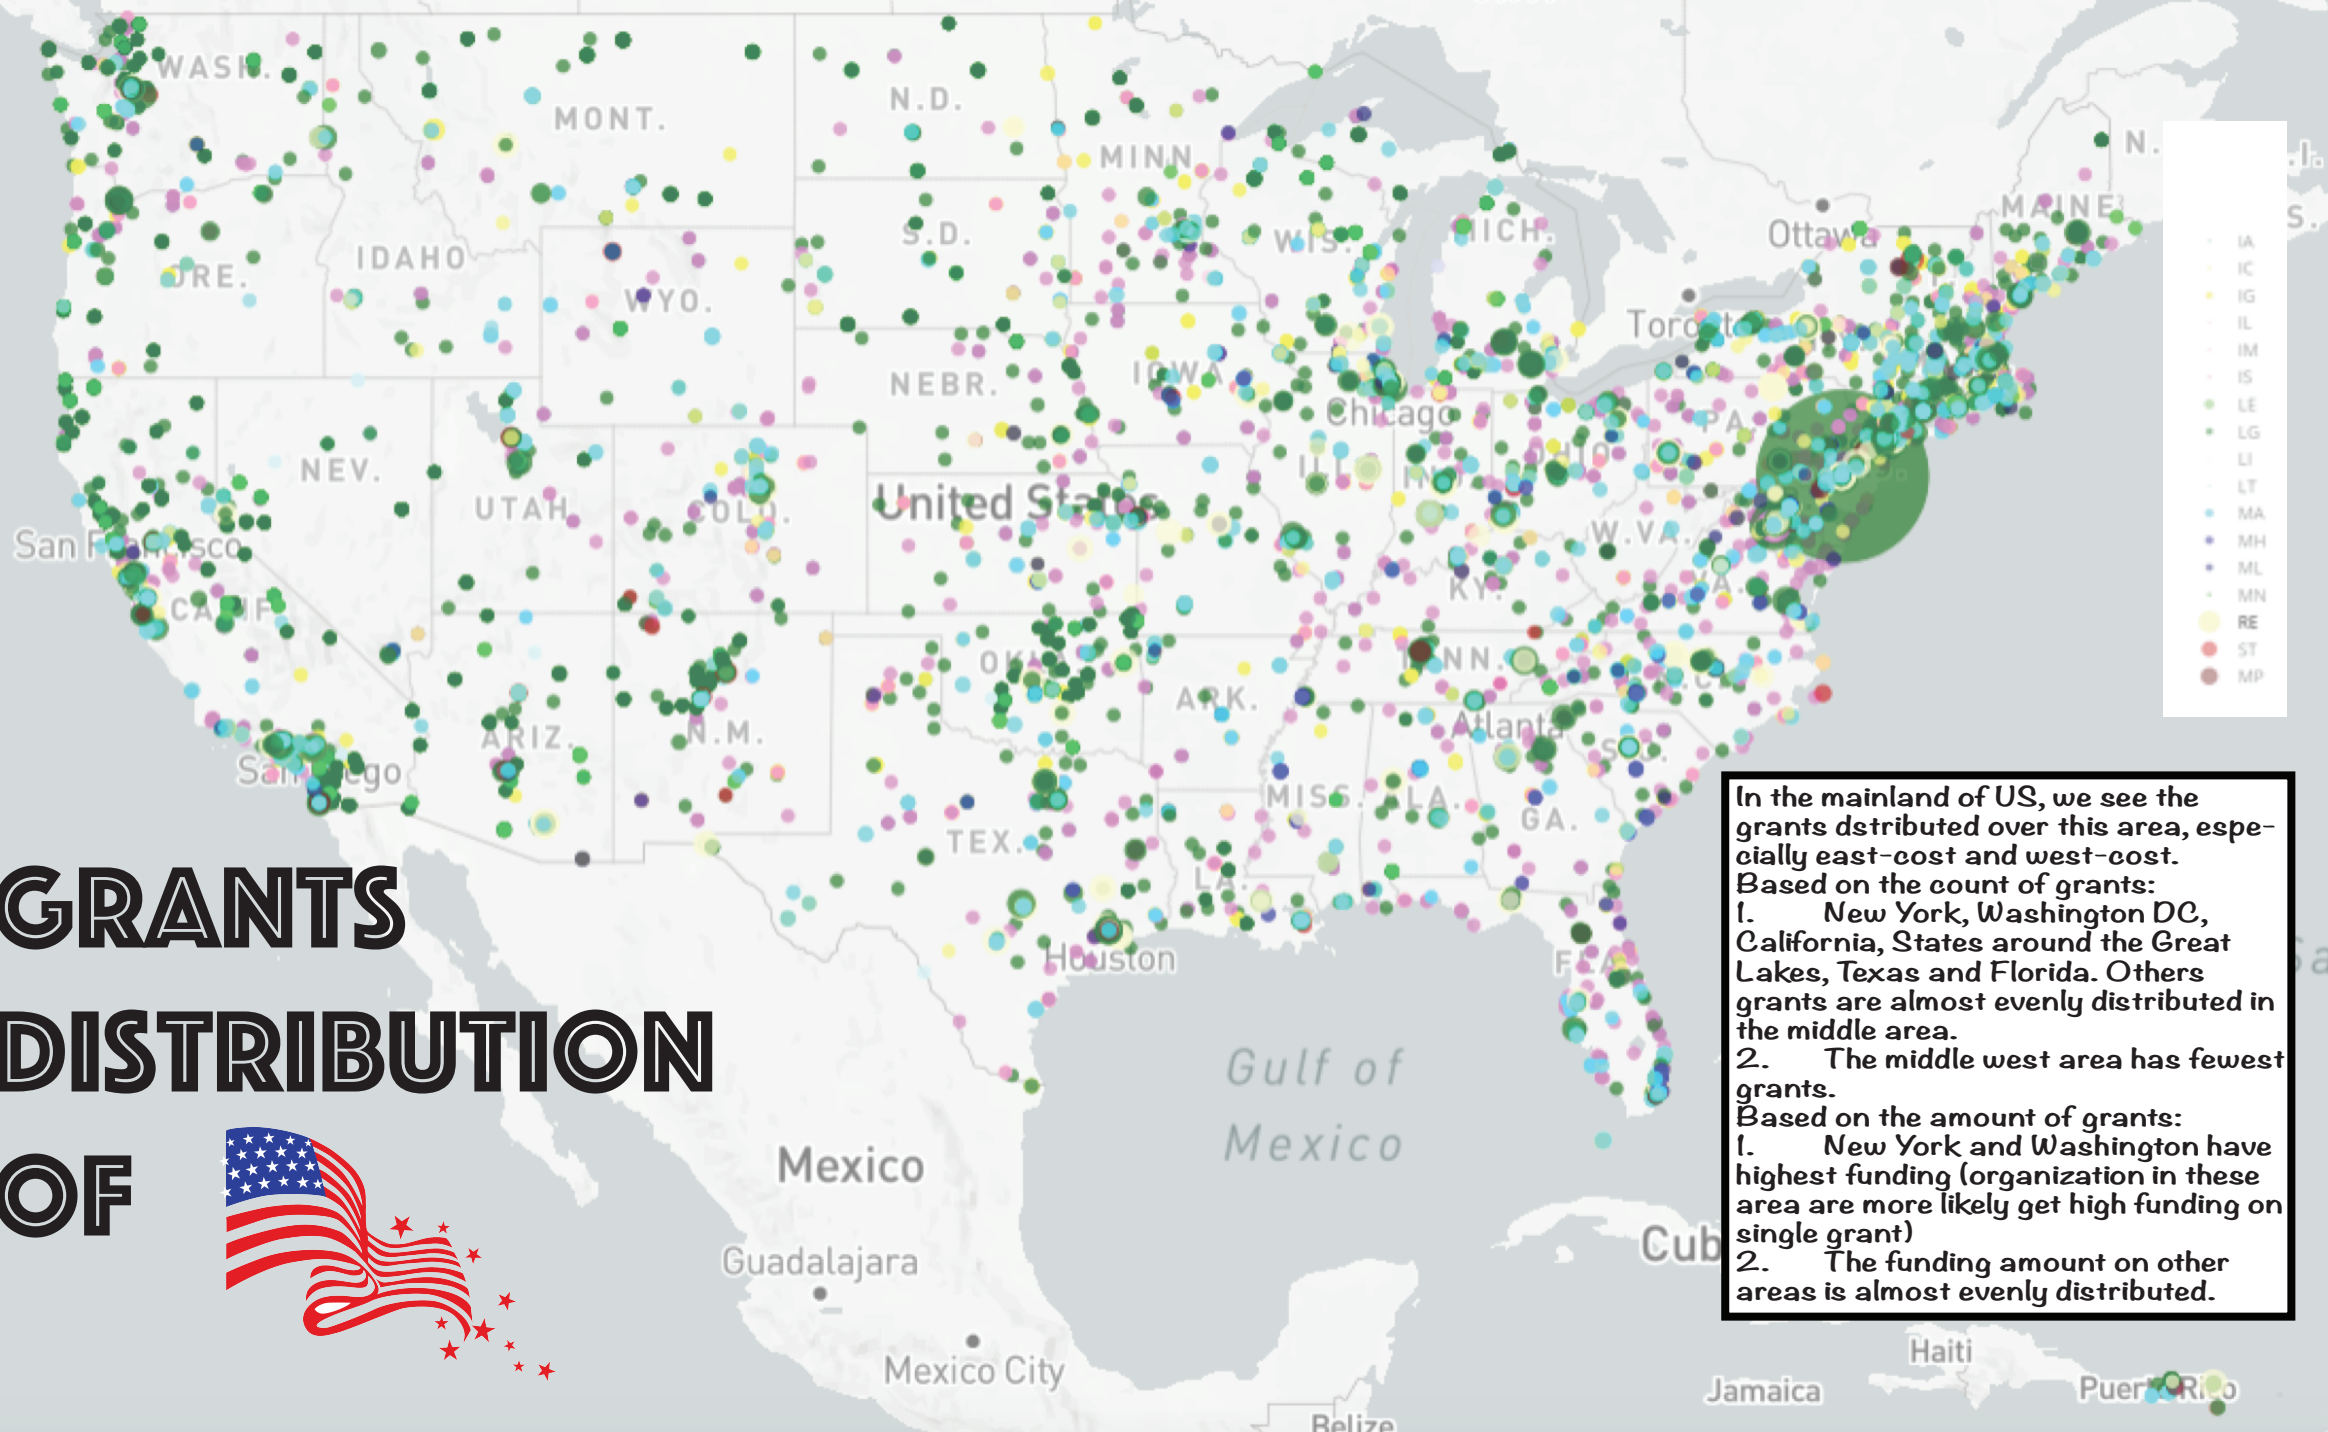 WASH.
MONT.
N.D.
MINN
N.
MAINE
Ottawa
S.D.
WIS.
MICH.
ORE.
IDAHO
WYO.
Toronto
NEBR.
IOWA
Chicago
PA.
NEV.
UTAH
COLO.
United States
ILL.
IND.
OHIO
W.VA.
San Francisco
CALIF
KY.
VA.
OKLA
TENN.
N.C.
ARK.
ARIZ.
N.M.
Atlanta
S.C.
San Diego
MISS.
ALA.
GA.
TEX.
LA.
Houston
FLA
Gulf of
Mexico
Mexico
Guadalajara
Mexico City
Cub
Haiti
Jamaica
Puerto Rico
Belize
IA
IC
IG
IL
IM
IS
LE
LG
LI
LT
MA
MH
ML
MN
RE
ST
MP
GRANTS
DISTRIBUTION
OF
In the mainland of US, we see the
grants dstributed over this area, espe-
cially east-cost and west-cost.
Based on the count of grants:
1. New York, Washington DC,
California, States around the Great
Lakes, Texas and Florida. Others
grants are almost evenly distributed in
the middle area.
2. The middle west area has fewest
grants.
Based on the amount of grants:
1. New York and Washington have
highest funding (organization in these
area are more likely get high funding on
single grant)
2. The funding amount on other
areas is almost evenly distributed.